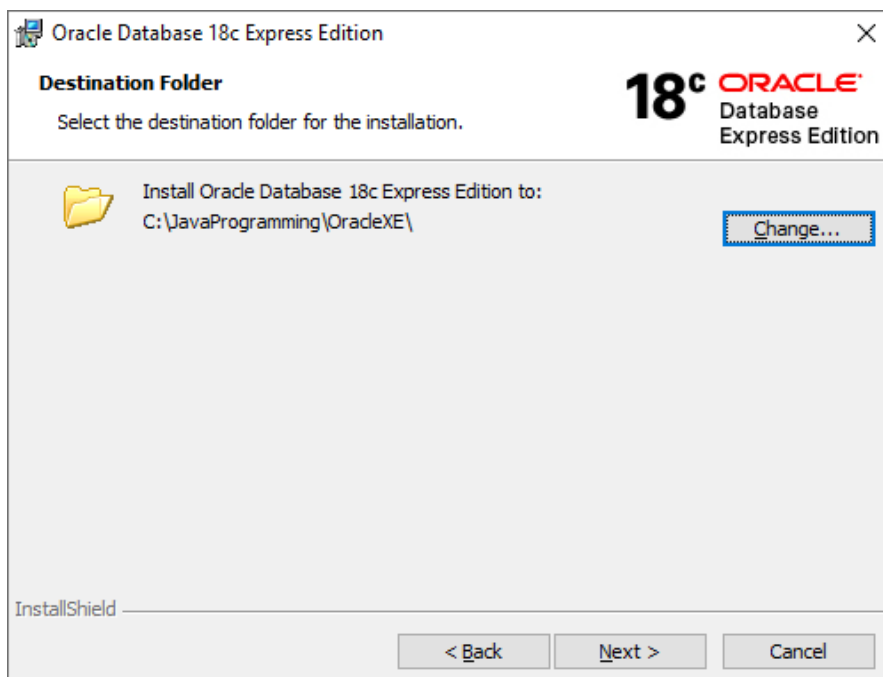 Oracle Database 18c Express Edition
Destination Folder
Select the destination folder for the installation.
18c ORACLE
Database
Express Edition
Install Oracle Database 18c Express Edition to:
C:\JavaProgramming\OracleXE\
Change...
InstallShield
< Back
Next >
Cancel